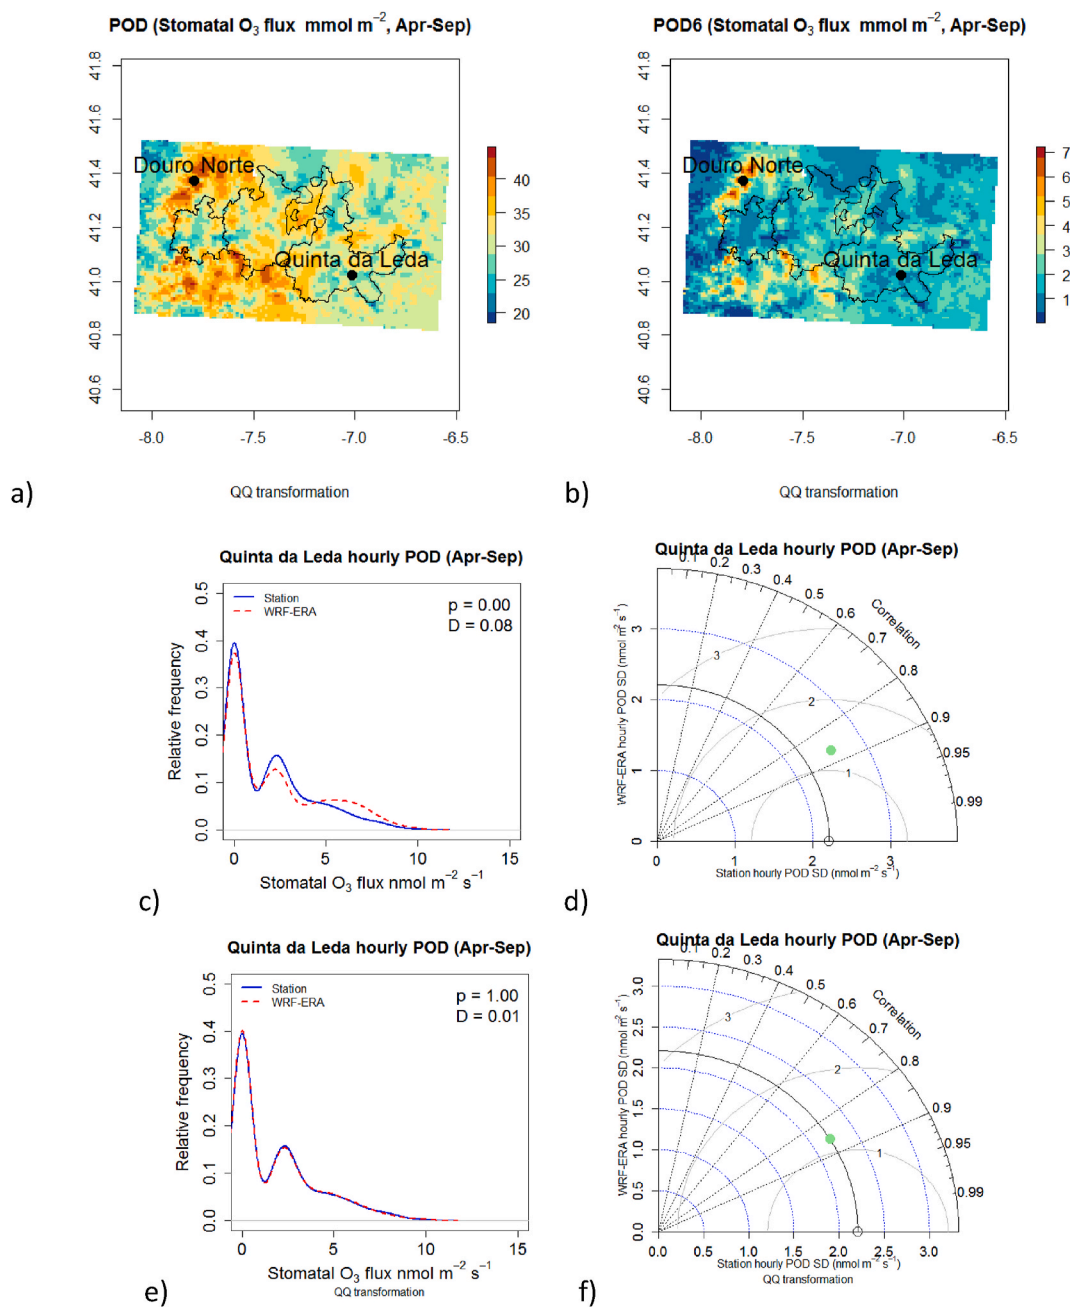 POD (Stomatal O₃ flux mmol m⁻², Apr-Sep)
41.8
41.6
41.4
41.2
41.0
40.8
40.6
Douro Norte
Quinta da Leda
40
35
30
25
20
-8.0 -7.5 -7.0 -6.5
a)
QQ transformation
POD6 (Stomatal O₃ flux mmol m⁻², Apr-Sep)
41.8
41.6
41.4
41.2
41.0
40.8
40.6
Douro Norte
Quinta da Leda
7
6
5
4
3
2
1
-8.0 -7.5 -7.0 -6.5
b)
QQ transformation
Quinta da Leda hourly POD (Apr-Sep)
Station
WRF-ERA
p = 0.00
D = 0.08
Relative frequency
0.5
0.4
0.3
0.2
0.1
0.0
0 5 10 15
Stomatal O₃ flux nmol m⁻² s⁻¹
c)
Quinta da Leda hourly POD (Apr-Sep)
0.1 0.2 0.3 0.4 0.5 0.6 0.7 0.8 0.9 0.95 0.99
Correlation
WRF-ERA hourly POD SD (nmol m⁻² s⁻¹)
3
2
1
0
3
2
1
0 1 2 3
Station hourly POD SD (nmol m⁻² s⁻¹)
d)
Quinta da Leda hourly POD (Apr-Sep)
Station
WRF-ERA
p = 1.00
D = 0.01
Relative frequency
0.5
0.4
0.3
0.2
0.1
0.0
0 5 10 15
Stomatal O₃ flux nmol m⁻² s⁻¹
QQ transformation
e)
Quinta da Leda hourly POD (Apr-Sep)
0.1 0.2 0.3 0.4 0.5 0.6 0.7 0.8 0.9 0.95 0.99
Correlation
WRF-ERA hourly POD SD (nmol m⁻² s⁻¹)
3.0
2.5
2.0
1.5
1.0
0.5
0.0
3
2
1
0.0 0.5 1.0 1.5 2.0 2.5 3.0
Station hourly POD SD (nmol m⁻² s⁻¹)
QQ transformation
f)